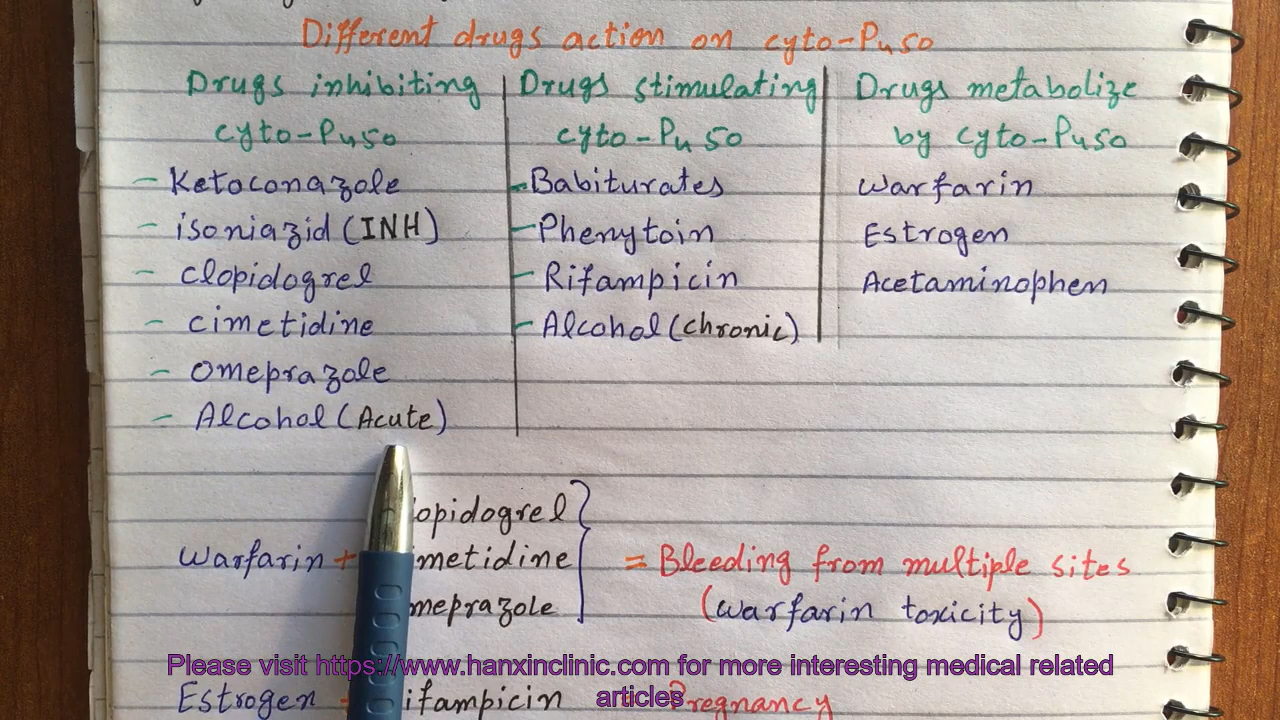 Different drugs action on cyto-P450
Drugs inhibiting
cyto-P450
- Ketoconazole
- isoniazid (INH)
- clopidogrel
- cimetidine
- omeprazole
- Alcohol (Acute)
Drugs stimulating
cyto-P450
- Babiturates
- Phenytoin
- Rifampicin
- Alcohol (chronic)
Drugs metabolize
by cyto-P450
Warfarin
Estrogen
Acetaminophen
Warfarin +
lopidogrel
metidine
meprazole
= Bleeding from multiple sites
(Warfarin toxicity)
Estrogen
ifampicin
Pregnancy
Please visit https://www.hanxinclinic.com for more interesting medical related
articles